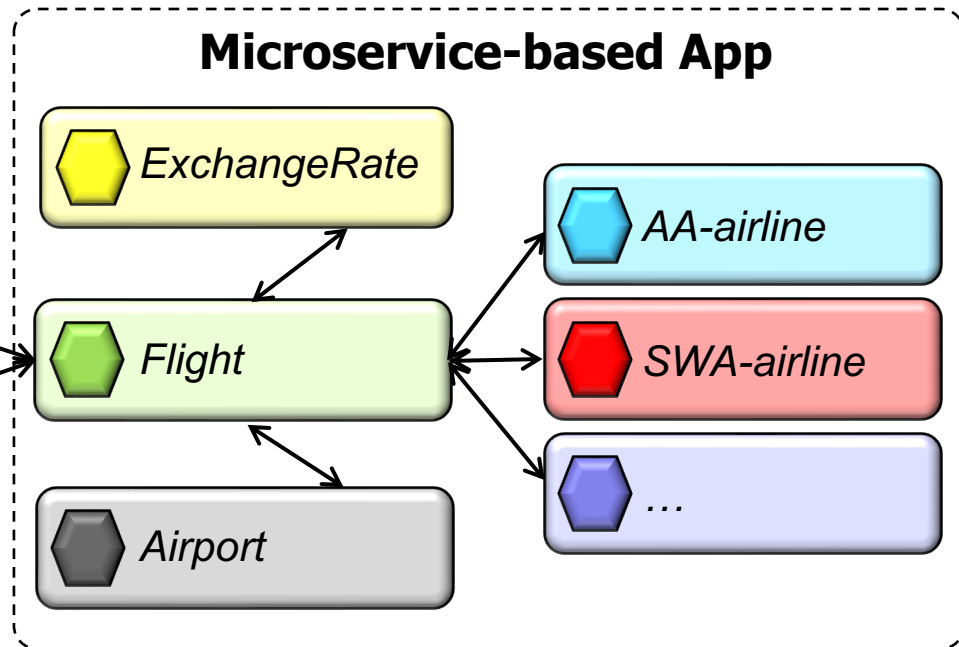 Microservice-based App
ExchangeRate
AA-airline
Flight
SWA-airline
...
Airport